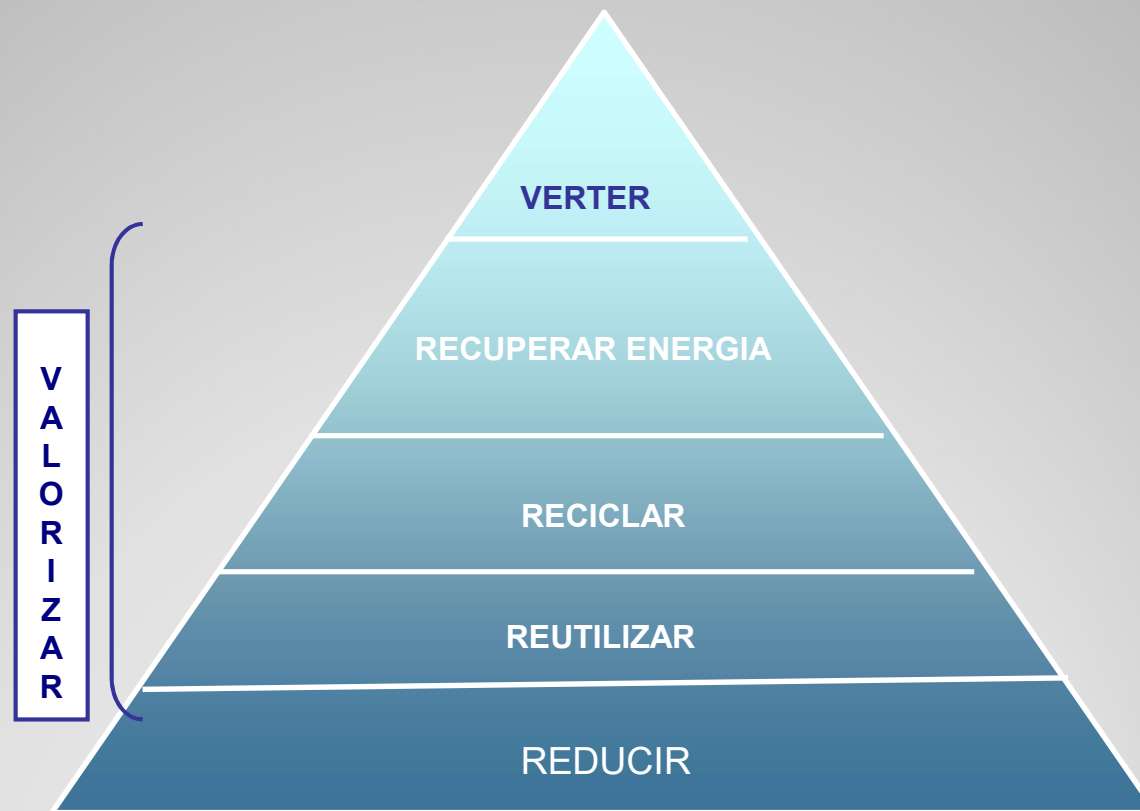 VERTER
RECUPERAR ENERGIA
RECICLAR
REUTILIZAR
REDUCIR
VALORIZAR